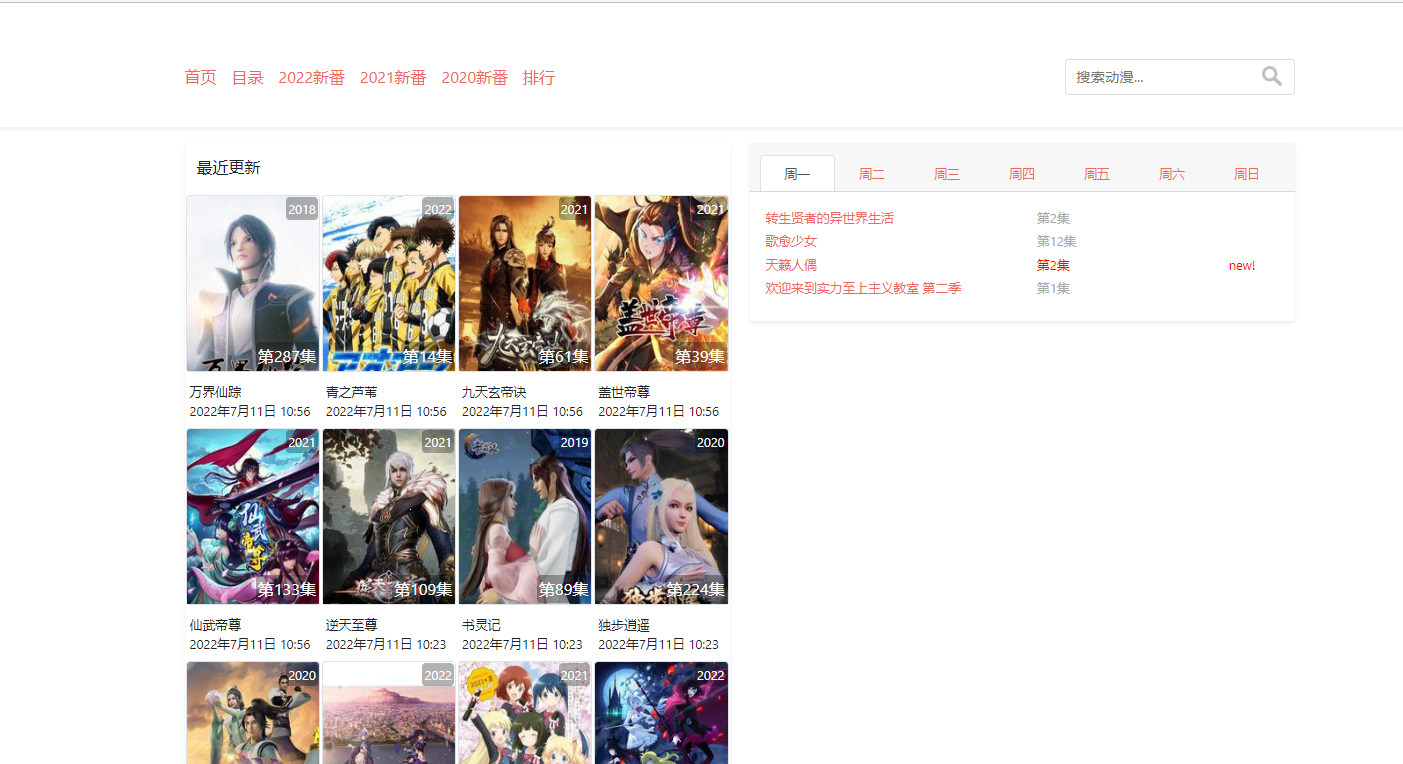 首页 目录 2022新番 2021新番 2020新番 排行
搜索动漫...
最近更新
2018 2022 2021 2021
盖世帝尊
第287集 第14集 第61集 第39集
万界仙踪 青之芦苇 九天玄帝诀 盖世帝尊
2022年7月11日 10:56 2022年7月11日 10:56 2022年7月11日 10:56 2022年7月11日 10:56
2021 2021 2019 2020
仙武帝尊
第133集 第109集 第89集 第224集
仙武帝尊 逆天至尊 书灵记 独步逍遥
2022年7月11日 10:56 2022年7月11日 10:23 2022年7月11日 10:23 2022年7月11日 10:23
2020 2022 2021 2022
周一 周二 周三 周四 周五 周六 周日
转生贤者的异世界生活 第2集
歌愈少女 第12集
天籁人偶 第2集 new!
欢迎来到实力至上主义教室 第二季 第1集